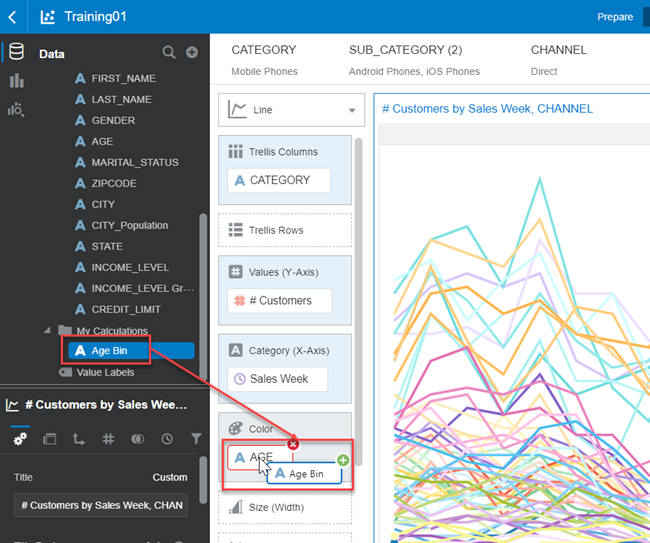 Training01
Prepare
Data
FIRST_NAME
LAST_NAME
GENDER
AGE
MARITAL_STATUS
ZIPCODE
CITY
CITY_Population
STATE
INCOME_LEVEL
INCOME_LEVEL Gr...
CREDIT_LIMIT
My Calculations
Age Bin
Value Labels
# Customers by Sales Wee...
Title
Custom
# Customers by Sales Week, CHAN
CATEGORY
SUB_CATEGORY (2)
CHANNEL
Mobile Phones
Android Phones, iOS Phones
Direct
Line
Trellis Columns
CATEGORY
Trellis Rows
Values (Y-Axis)
# Customers
Category (X-Axis)
Sales Week
Color
AGE
Age Bin
Size (Width)
# Customers by Sales Week, CHANNEL